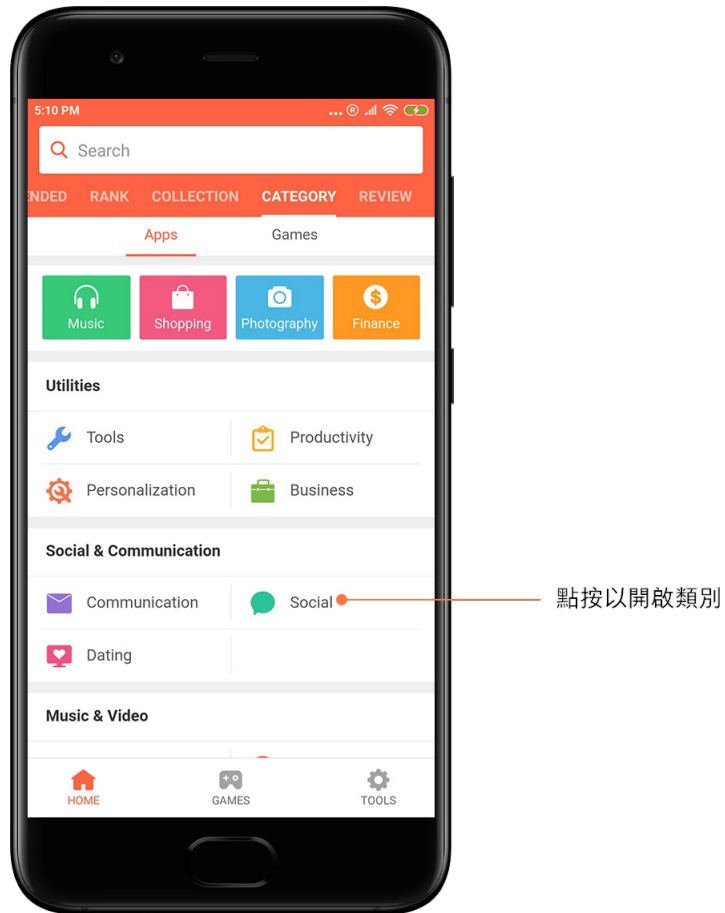 5:10 PM
Search
NDED RANK COLLECTION CATEGORY REVIEW
Apps Games
Music Shopping Photography Finance
Utilities
Tools Productivity
Personalization Business
Social & Communication
Communication Social 點按以開啟類別
Dating
Music & Video
HOME GAMES TOOLS